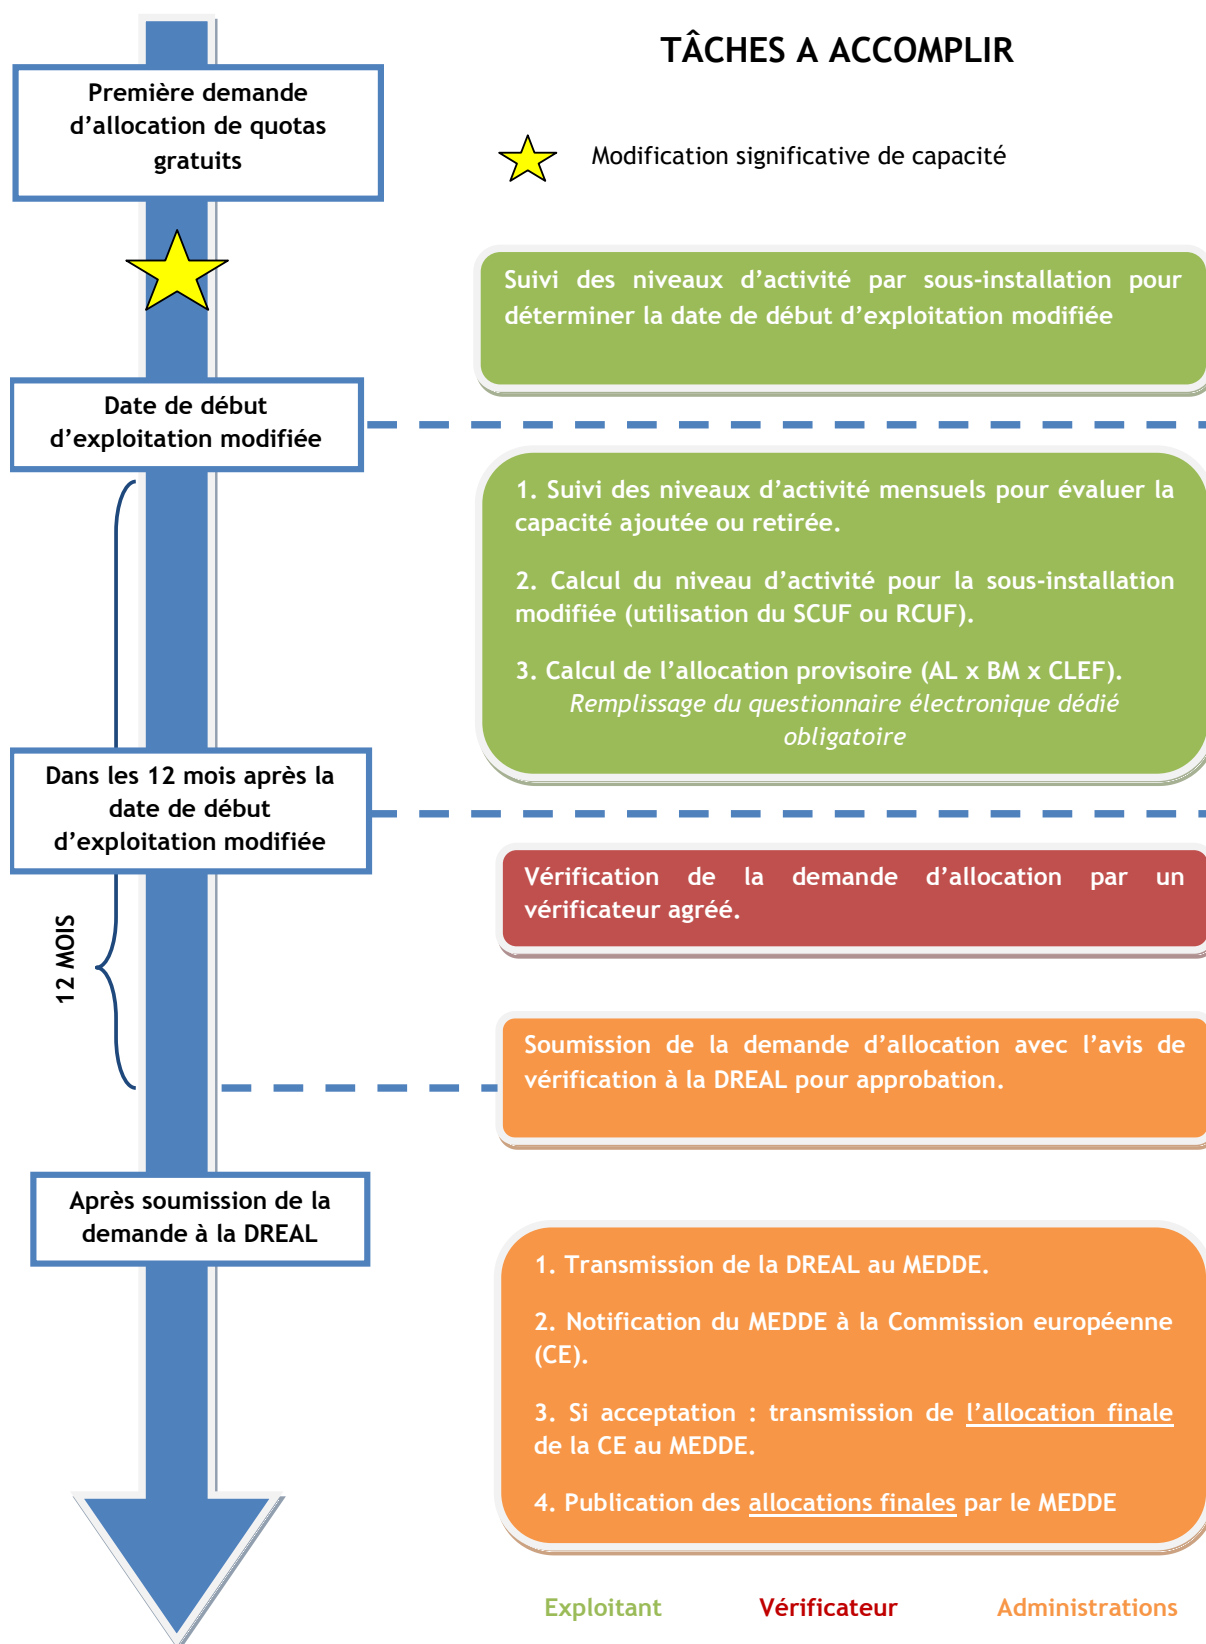 TÂCHES A ACCOMPLIR
Première demande
d’allocation de quotas
gratuits
Modification significative de capacité
Suivi des niveaux d’activité par sous-installation pour
déterminer la date de début d’exploitation modifiée
Date de début
d’exploitation modifiée
1. Suivi des niveaux d’activité mensuels pour évaluer la
capacité ajoutée ou retirée.
2. Calcul du niveau d’activité pour la sous-installation
modifiée (utilisation du SCUF ou RCUF).
3. Calcul de l’allocation provisoire (AL x BM x CLEF).
Remplissage du questionnaire électronique dédié
obligatoire
Dans les 12 mois après la
date de début
d’exploitation modifiée
Vérification de la demande d’allocation par un
vérificateur agréé.
12 MOIS
Soumission de la demande d’allocation avec l’avis de
vérification à la DREAL pour approbation.
Après soumission de la
demande à la DREAL
1. Transmission de la DREAL au MEDDE.
2. Notification du MEDDE à la Commission européenne
(CE).
3. Si acceptation : transmission de l’allocation finale
de la CE au MEDDE.
4. Publication des allocations finales par le MEDDE
Exploitant Vérificateur Administrations